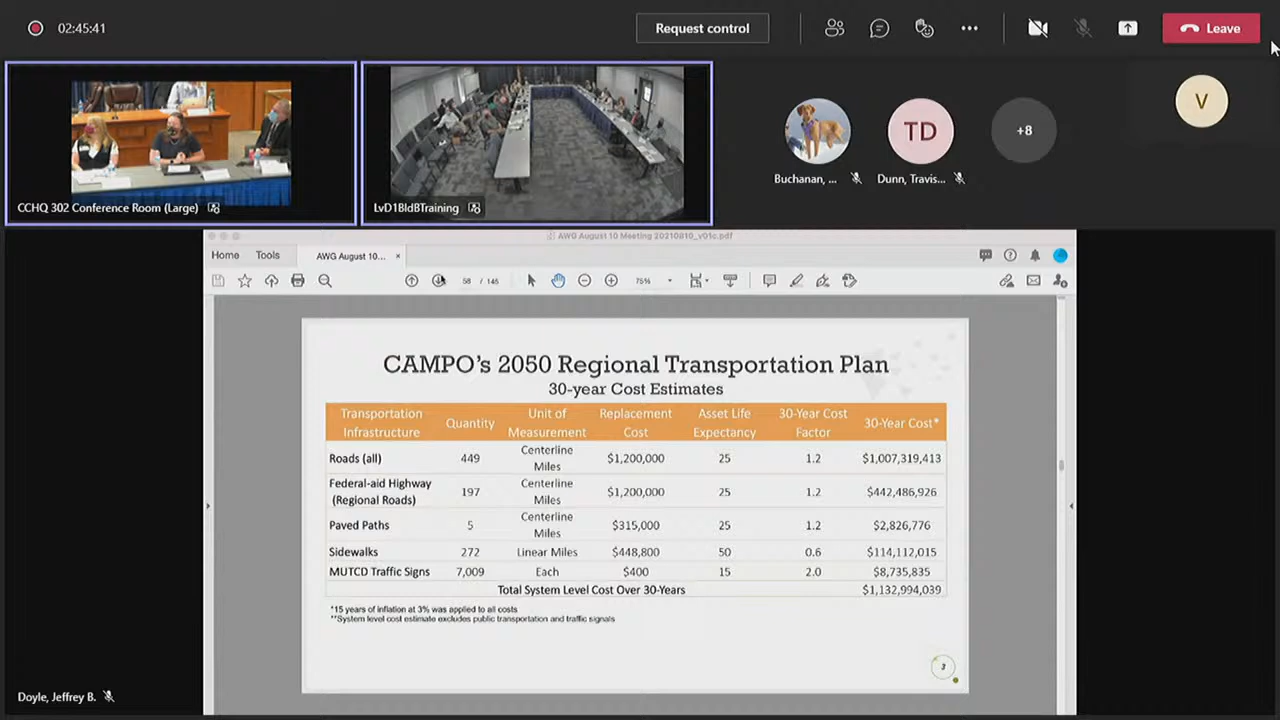 02:45:41
Request control
Leave
CCHQ 302 Conference Room (Large)
LvD1BldBTraining
Buchanan, ...
TD
Dunn, Travis...
+8
V
AWG August 10 Meeting 20210810_v01c.pdf
Home Tools AWG August 10... ×
58 / 145
75%
CAMPO's 2050 Regional Transportation Plan
30-year Cost Estimates
Transportation Infrastructure Quantity Unit of Measurement Replacement Cost Asset Life Expectancy 30-Year Cost Factor 30-Year Cost*
Roads (all) 449 Centerline Miles $1,200,000 25 1.2 $1,007,319,413
Federal-aid Highway (Regional Roads) 197 Centerline Miles $1,200,000 25 1.2 $442,486,926
Paved Paths 5 Centerline Miles $315,000 25 1.2 $2,826,776
Sidewalks 272 Linear Miles $448,800 50 0.6 $114,112,015
MUTCD Traffic Signs 7,009 Each $400 15 2.0 $8,735,835
Total System Level Cost Over 30-Years $1,132,994,039
*15 years of inflation at 3% was applied to all costs
**System level cost estimate excludes public transportation and traffic signals
3
Doyle, Jeffrey B.